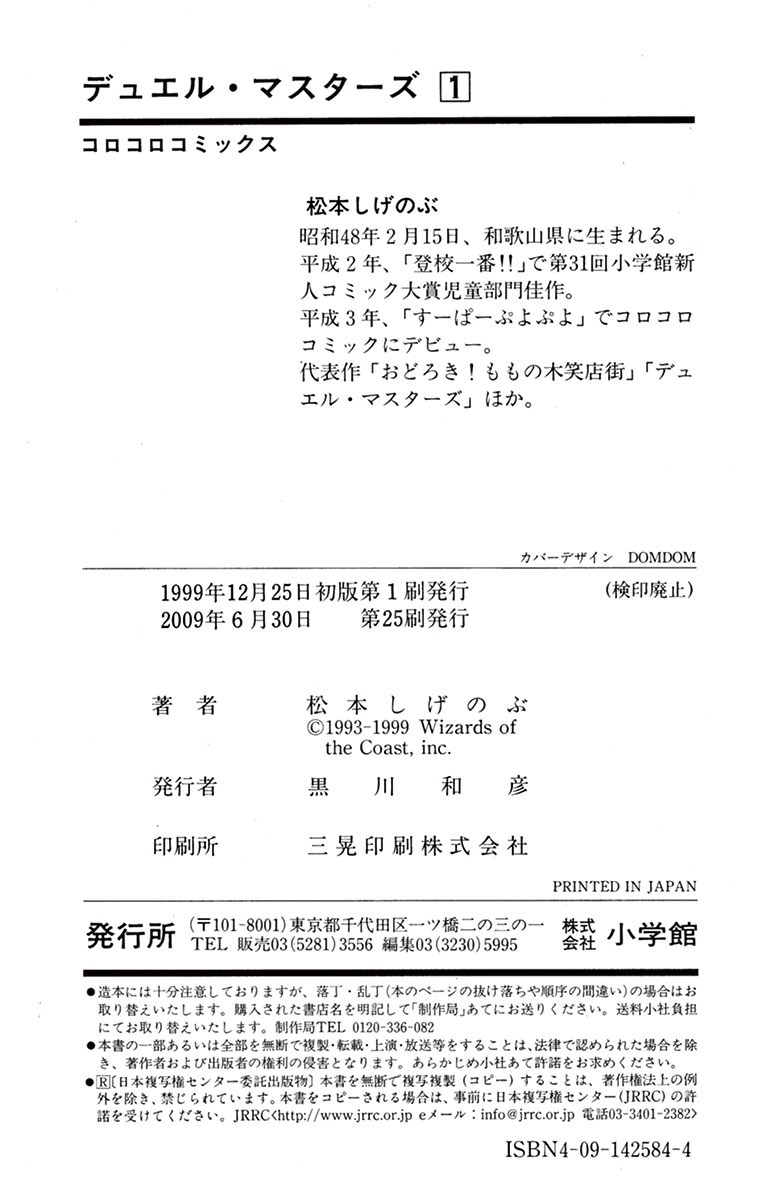 デュエル・マスターズ 1
コロコロコミックス
松本しげのぶ
昭和48年2月15日、和歌山県に生まれる。
平成2年、「登校一番!!」で第31回小学館新
人コミック大賞児童部門佳作。
平成3年、「すーぱーぷよぷよ」でコロコロ
コミックにデビュー。
代表作「おどろき！ももの木笑店街」「デュ
エル・マスターズ」ほか。
カバーデザイン DOMDOM
1999年12月25日初版第1刷発行 (検印廃止)
2009年6月30日 第25刷発行
著者 松本しげのぶ
©1993-1999 Wizards of
the Coast, inc.
発行者 黒川和彦
印刷所 三晃印刷株式会社
PRINTED IN JAPAN
発行所 (〒101-8001)東京都千代田区一ツ橋二の三の一 株式会社 小学館
TEL 販売03(5281)3556 編集03(3230)5995
●造本には十分注意しておりますが、落丁・乱丁(本のページの抜け落ちや順序の間違い)の場合はお
取り替えいたします。購入された書店名を明記して「制作局」あてにお送りください。送料小社負担
にてお取り替えいたします。制作局TEL 0120-336-082
●本書の一部あるいは全部を無断で複製・転載・上演・放送等をすることは、法律で認められた場合を除
き、著作者および出版者の権利の侵害となります。あらかじめ小社あて許諾をお求めください。
●R〔日本複写権センター委託出版物〕本書を無断で複写複製(コピー)することは、著作権法上の例
外を除き、禁じられています。本書をコピーされる場合は、事前に日本複写権センター(JRRC)の許
諾を受けてください。JRRC<http://www.jrrc.or.jp eメール：info@jrrc.or.jp 電話03-3401-2382>
ISBN4-09-142584-4